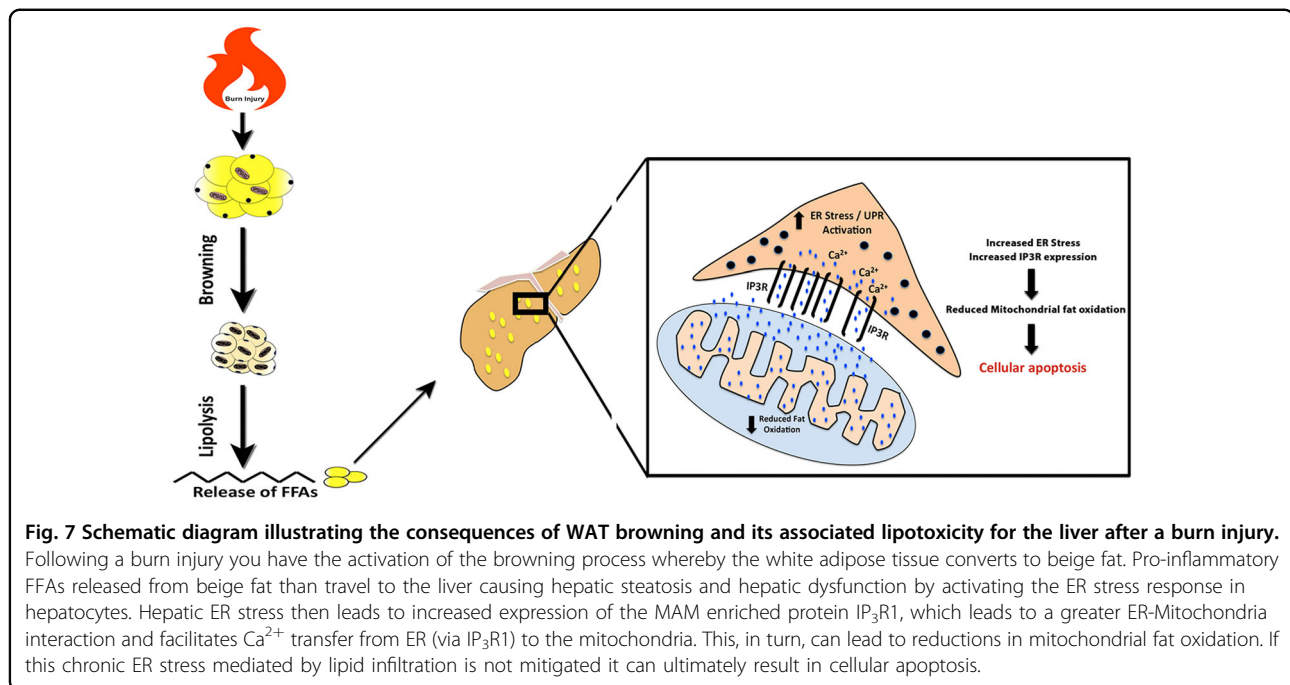 Burn Injury
Browning
Lipolysis
Release of FFAs
ER Stress / UPR
Activation
Ca²⁺
Ca²⁺
Ca²⁺
IP3R
IP3R
Reduced Fat
Oxidation
Increased ER Stress
Increased IP3R expression
Reduced Mitochondrial fat oxidation
Cellular apoptosis
Fig. 7 Schematic diagram illustrating the consequences of WAT browning and its associated lipotoxicity for the liver after a burn injury.
Following a burn injury you have the activation of the browning process whereby the white adipose tissue converts to beige fat. Pro-inflammatory
FFAs released from beige fat than travel to the liver causing hepatic steatosis and hepatic dysfunction by activating the ER stress response in
hepatocytes. Hepatic ER stress then leads to increased expression of the MAM enriched protein IP₃R1, which leads to a greater ER-Mitochondria
interaction and facilitates Ca²⁺ transfer from ER (via IP₃R1) to the mitochondria. This, in turn, can lead to reductions in mitochondrial fat oxidation. If
this chronic ER stress mediated by lipid infiltration is not mitigated it can ultimately result in cellular apoptosis.